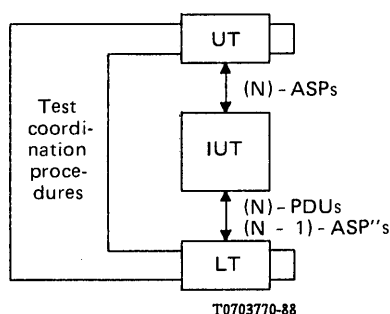 UT
(N) - ASPs
Test
coordi-
nation
proce-
dures
IUT
(N) - PDUs
(N - 1) - ASP"s
LT
T0703770-88